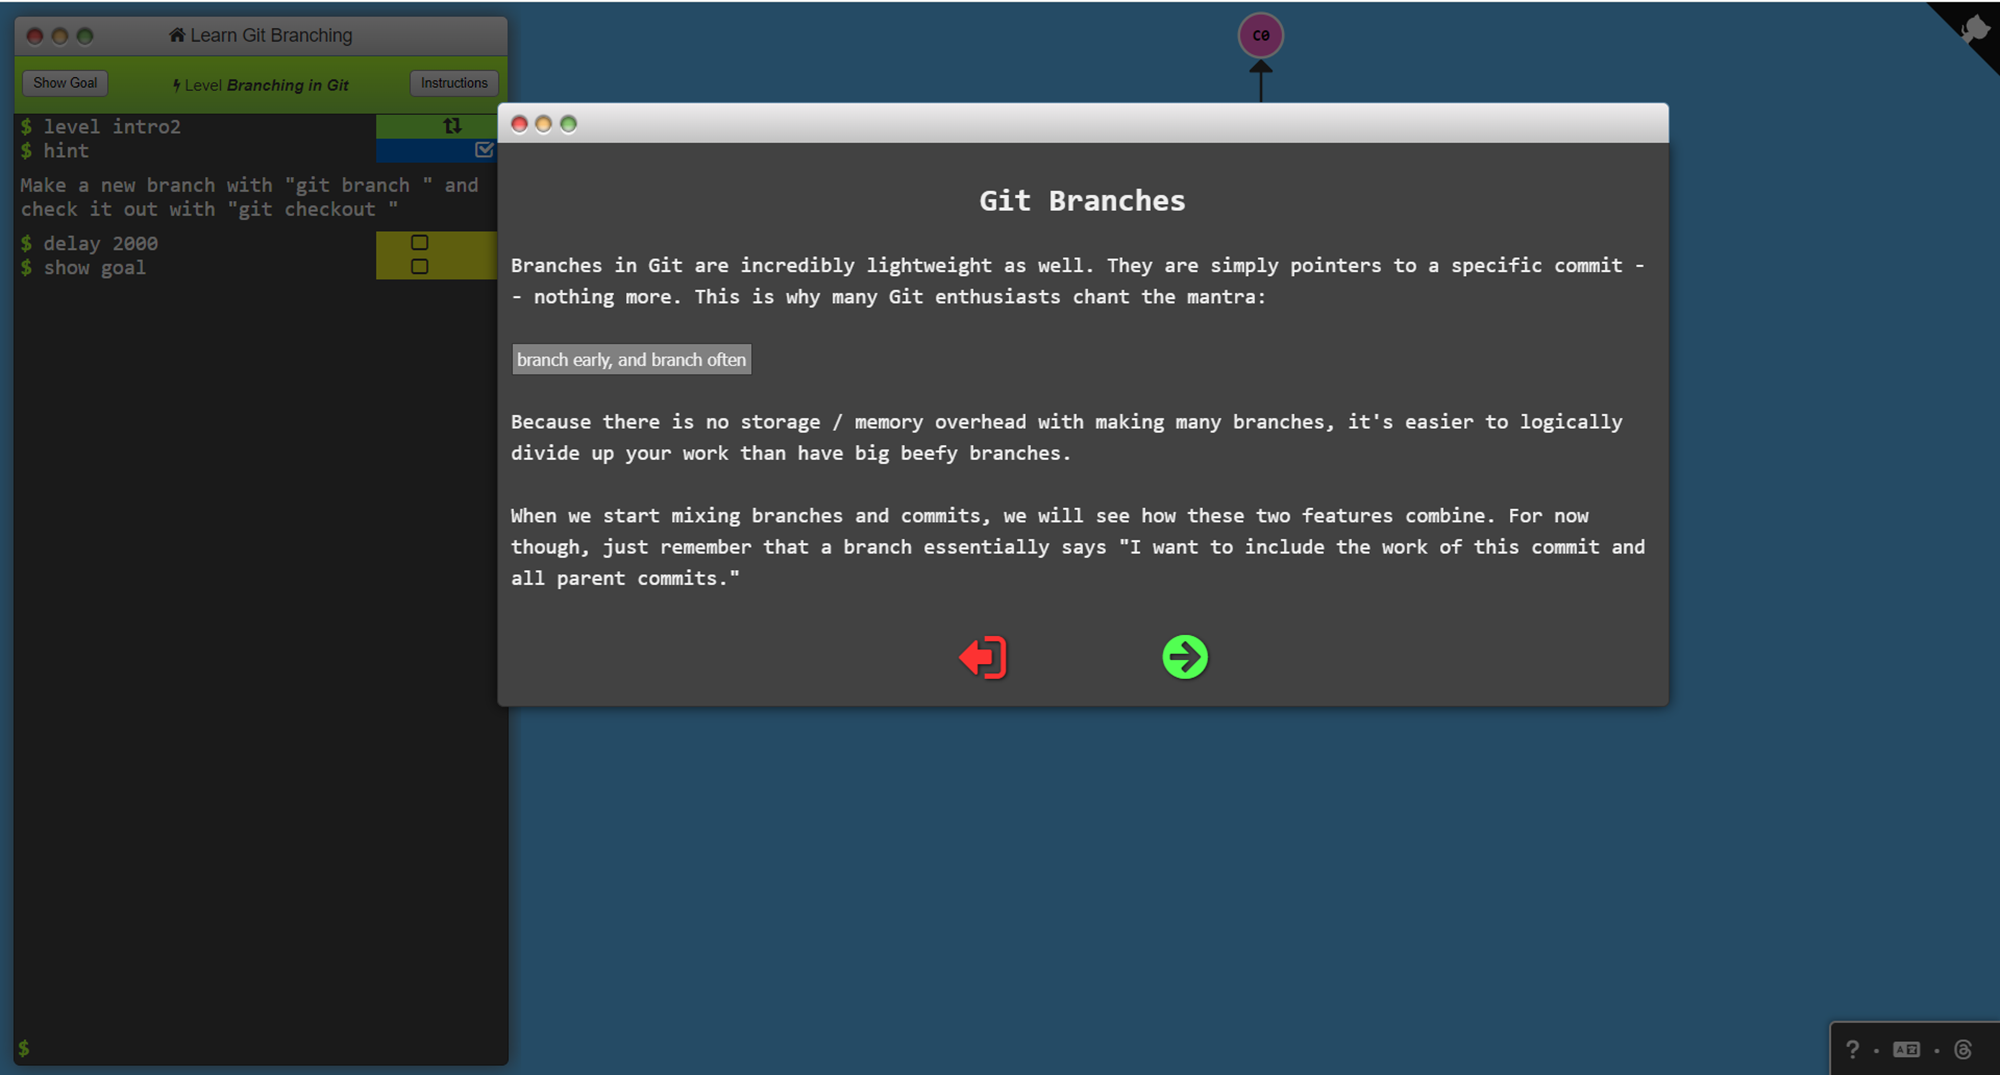 Learn Git Branching
Show Goal
Level Branching in Git
Instructions
$ level intro2
$ hint
Make a new branch with "git branch " and
check it out with "git checkout "
$ delay 2000
$ show goal
$
C0
Git Branches
Branches in Git are incredibly lightweight as well. They are simply pointers to a specific commit -
- nothing more. This is why many Git enthusiasts chant the mantra:
branch early, and branch often
Because there is no storage / memory overhead with making many branches, it's easier to logically
divide up your work than have big beefy branches.
When we start mixing branches and commits, we will see how these two features combine. For now
though, just remember that a branch essentially says "I want to include the work of this commit and
all parent commits."
?